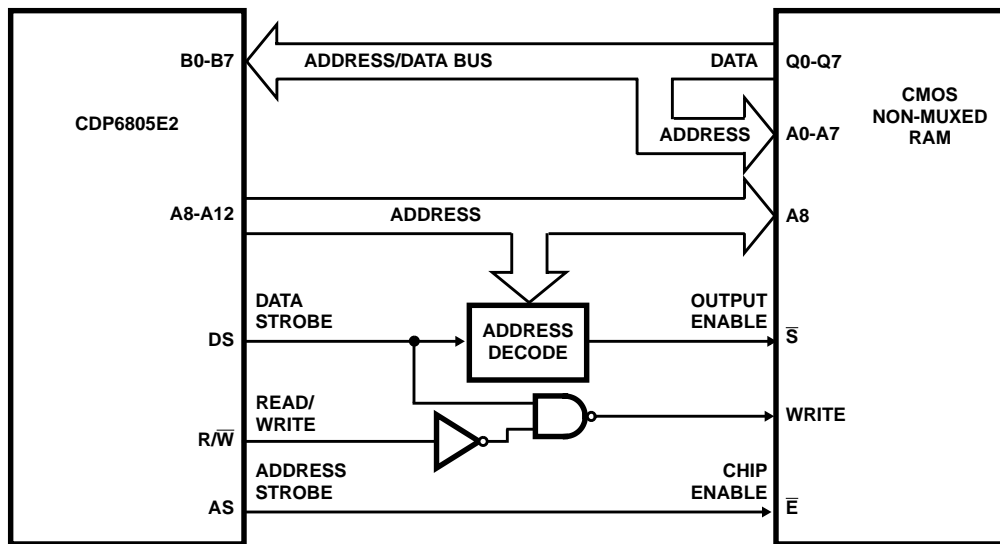 B0-B7
ADDRESS/DATA BUS
DATA
Q0-Q7
CDP6805E2
CMOS
NON-MUXED
RAM
ADDRESS
A0-A7
A8-A12
ADDRESS
A8
DATA
STROBE
DS
ADDRESS
DECODE
OUTPUT
ENABLE
S̅
READ/
WRITE
R/W̅
WRITE
ADDRESS
STROBE
AS
CHIP
ENABLE
E̅